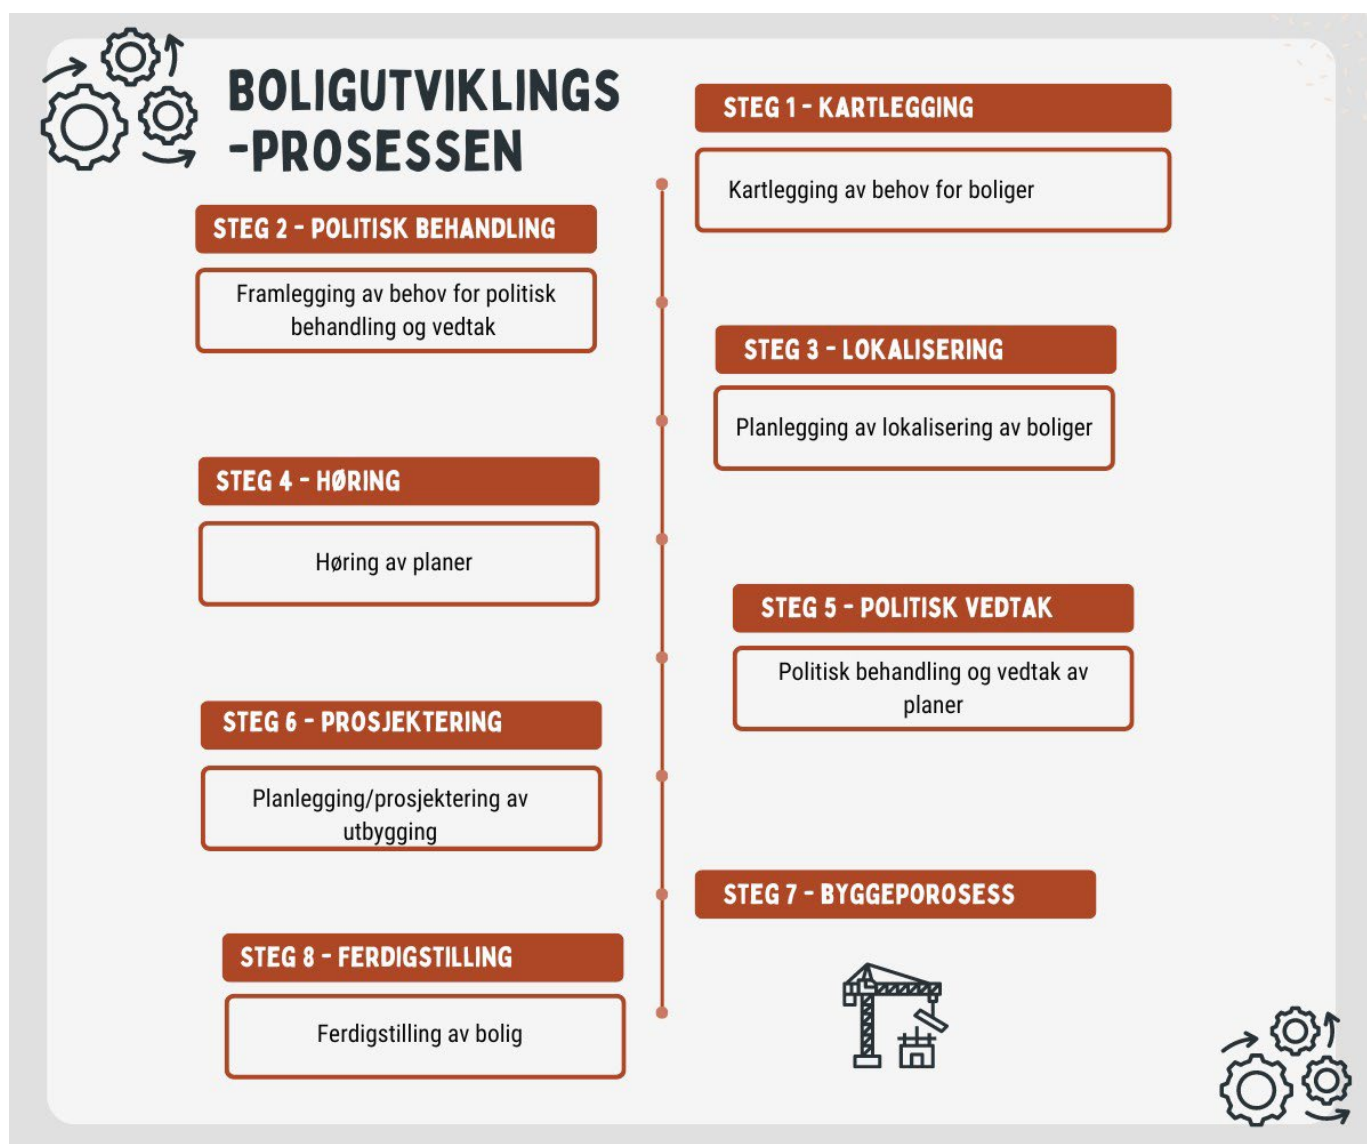 BOLIGUTVIKLINGS
-PROSESSEN
STEG 1 - KARTLEGGING
Kartlegging av behov for boliger
STEG 2 - POLITISK BEHANDLING
Framlegging av behov for politisk
behandling og vedtak
STEG 3 - LOKALISERING
Planlegging av lokalisering av boliger
STEG 4 - HØRING
Høring av planer
STEG 5 - POLITISK VEDTAK
Politisk behandling og vedtak av
planer
STEG 6 - PROSJEKTERING
Planlegging/prosjektering av
utbygging
STEG 7 - BYGGEPOROSESS
STEG 8 - FERDIGSTILLING
Ferdigstilling av bolig